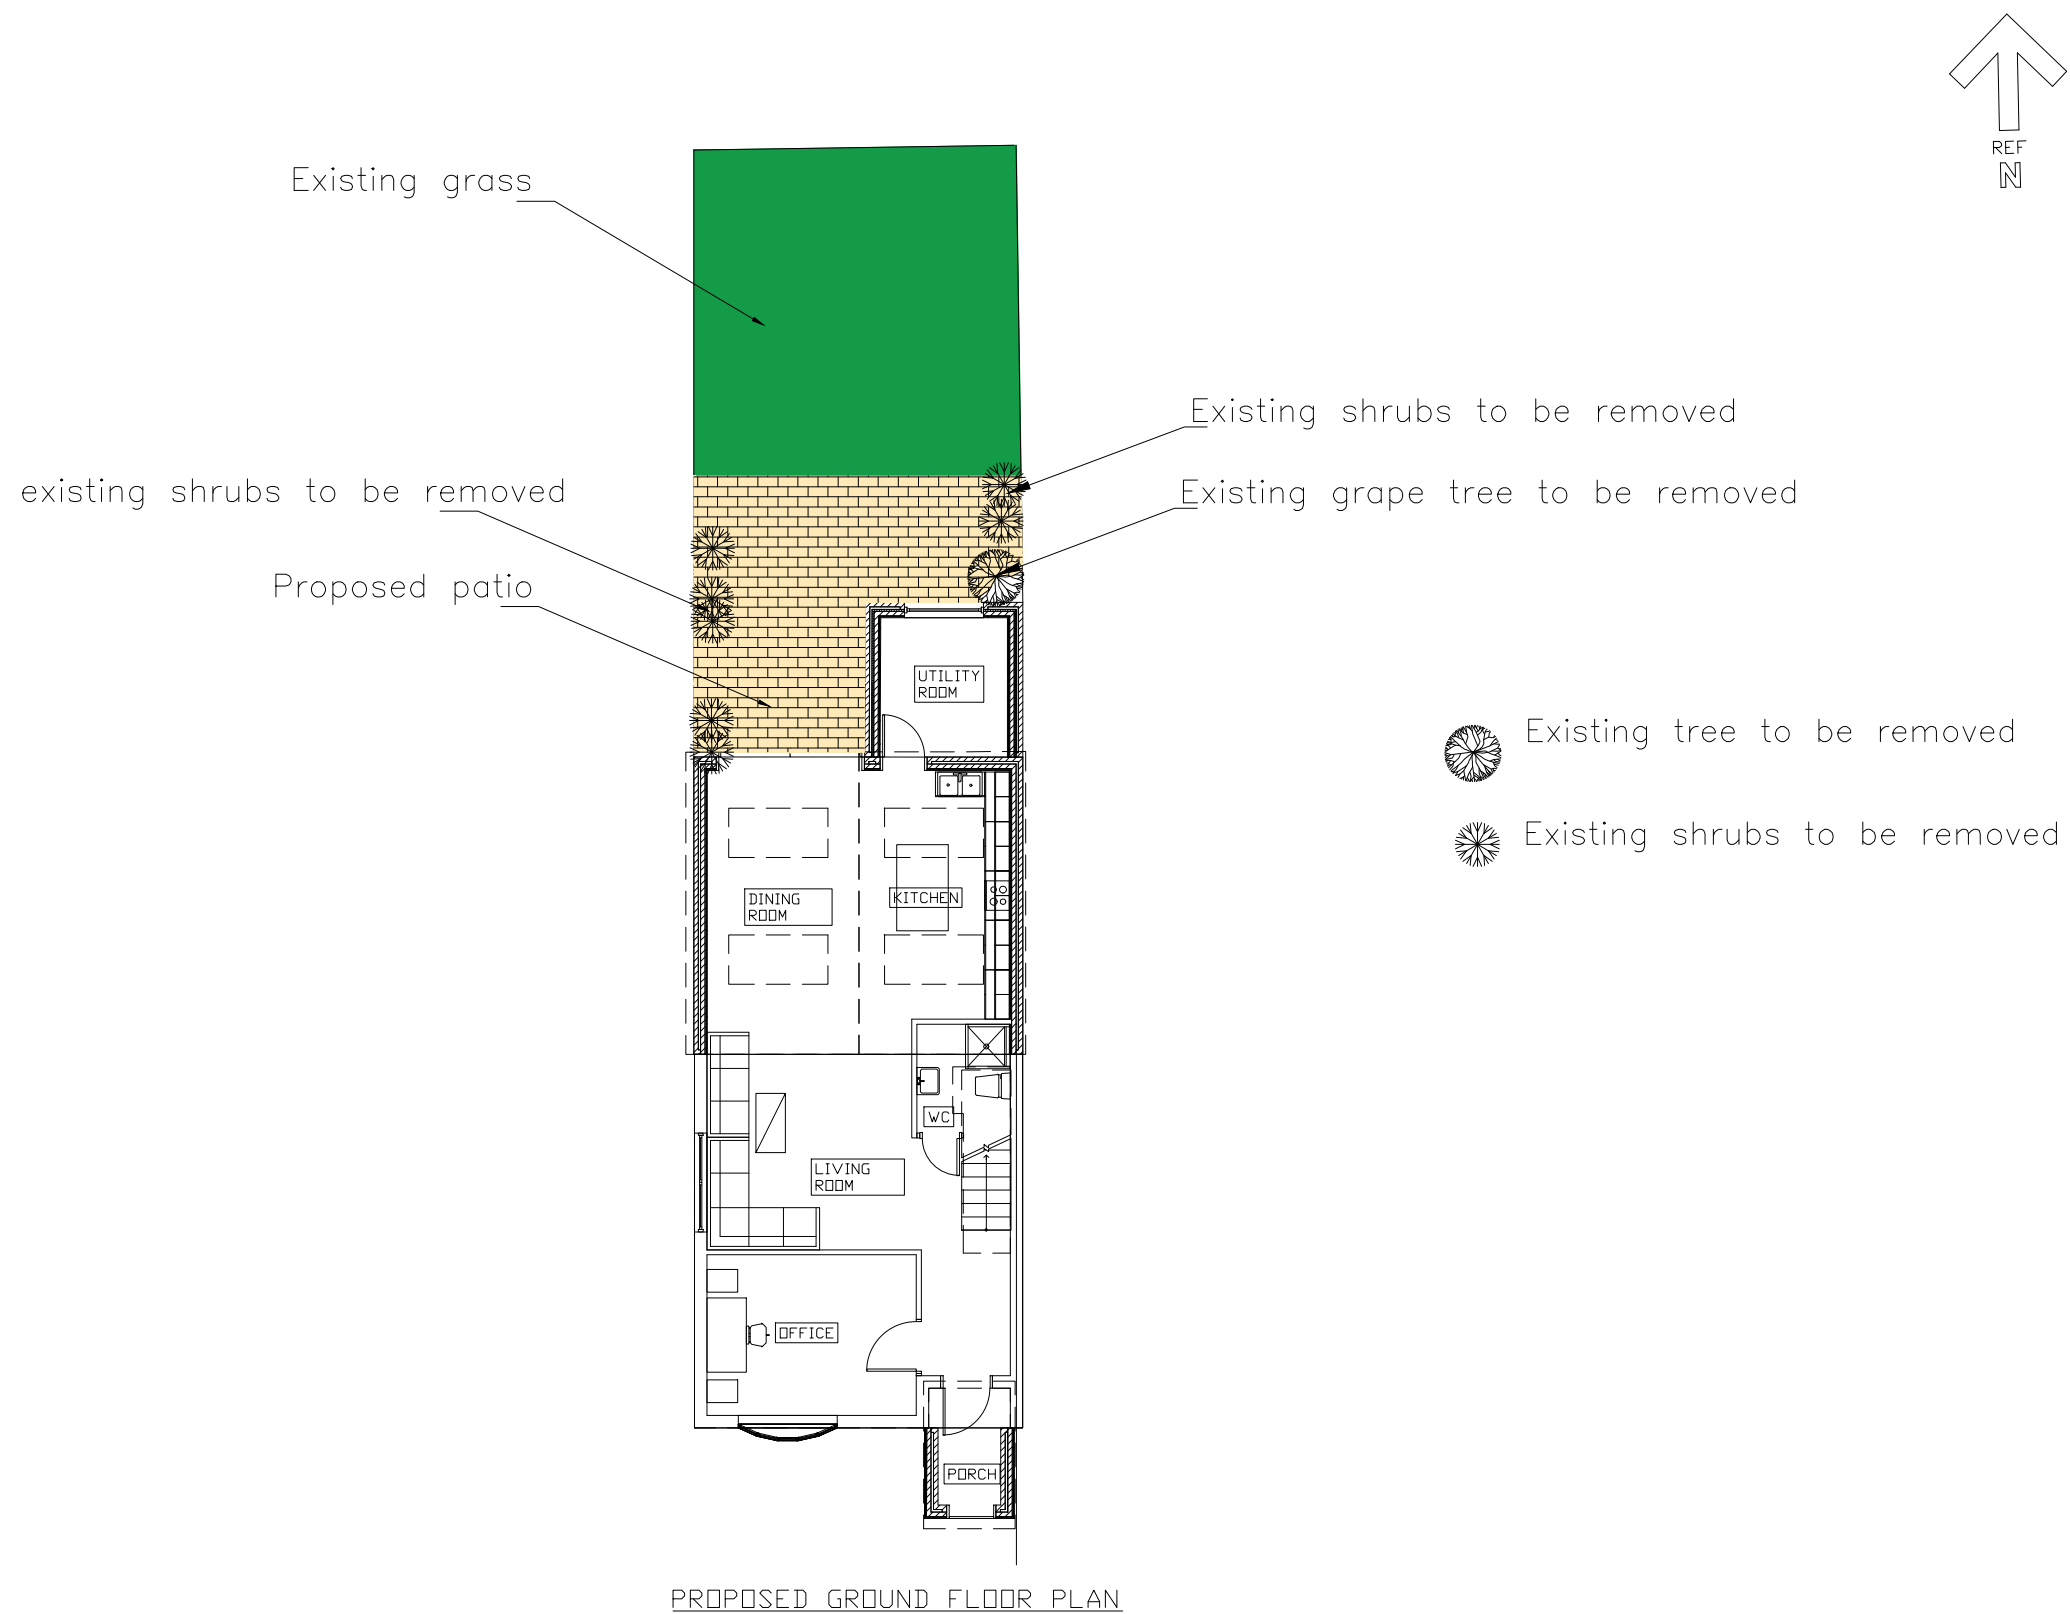 REF
N
Existing grass
Existing shrubs to be removed
existing shrubs to be removed
Existing grape tree to be removed
Proposed patio
UTILITY
ROOM
Existing tree to be removed
Existing shrubs to be removed
DINING
ROOM
KITCHEN
WC
LIVING
ROOM
OFFICE
PORCH
PROPOSED GROUND FLOOR PLAN